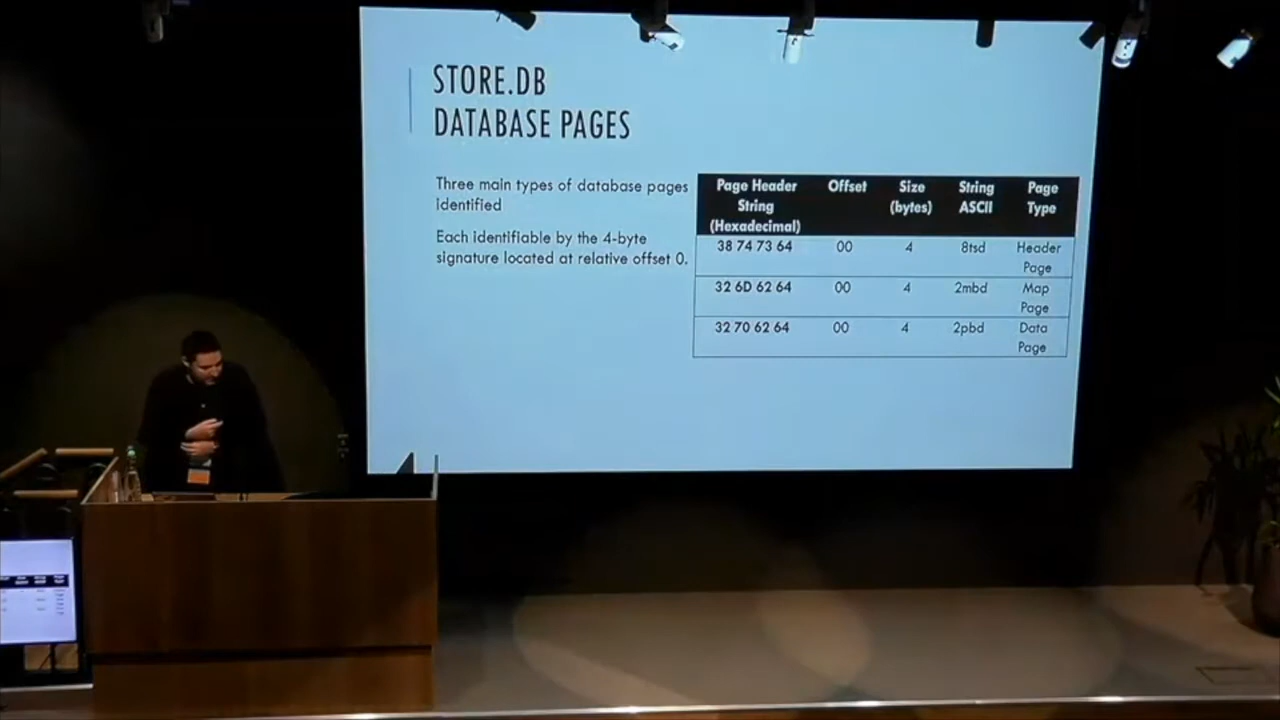 STORE.DB
DATABASE PAGES
Three main types of database pages
identified
Each identifiable by the 4-byte
signature located at relative offset 0.
Page Header String (Hexadecimal) Offset Size (bytes) String ASCII Page Type
38 74 73 64 00 4 8tsd Header Page
32 6D 62 64 00 4 2mbd Map Page
32 70 62 64 00 4 2pbd Data Page